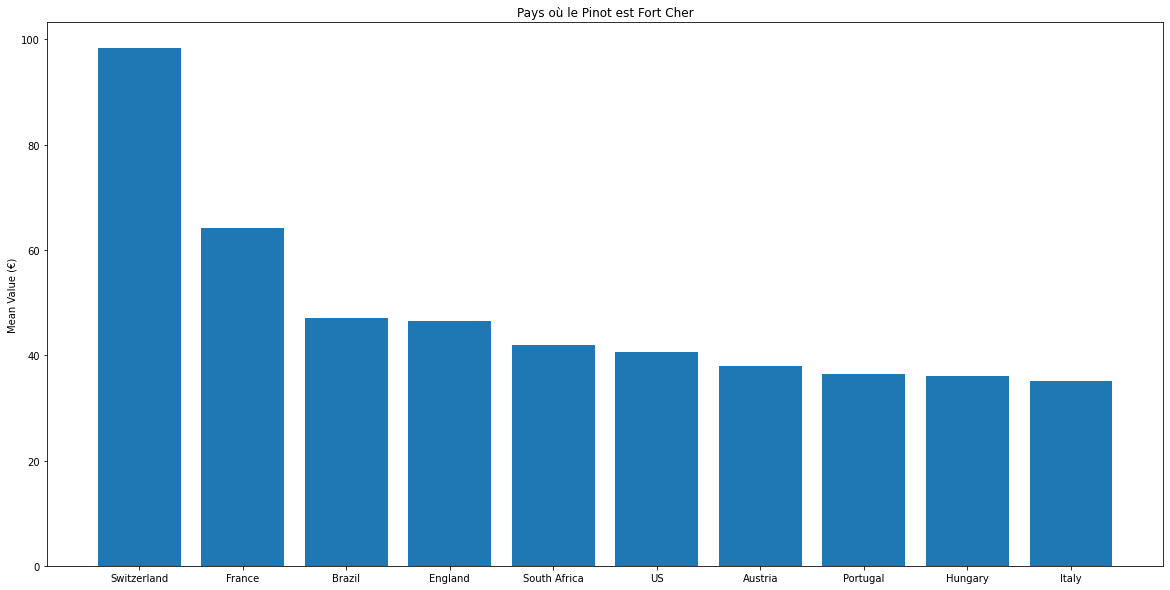 Pays où le Pinot est Fort Cher
Mean Value (€)
100
80
60
40
20
0
Switzerland France Brazil England South Africa US Austria Portugal Hungary Italy